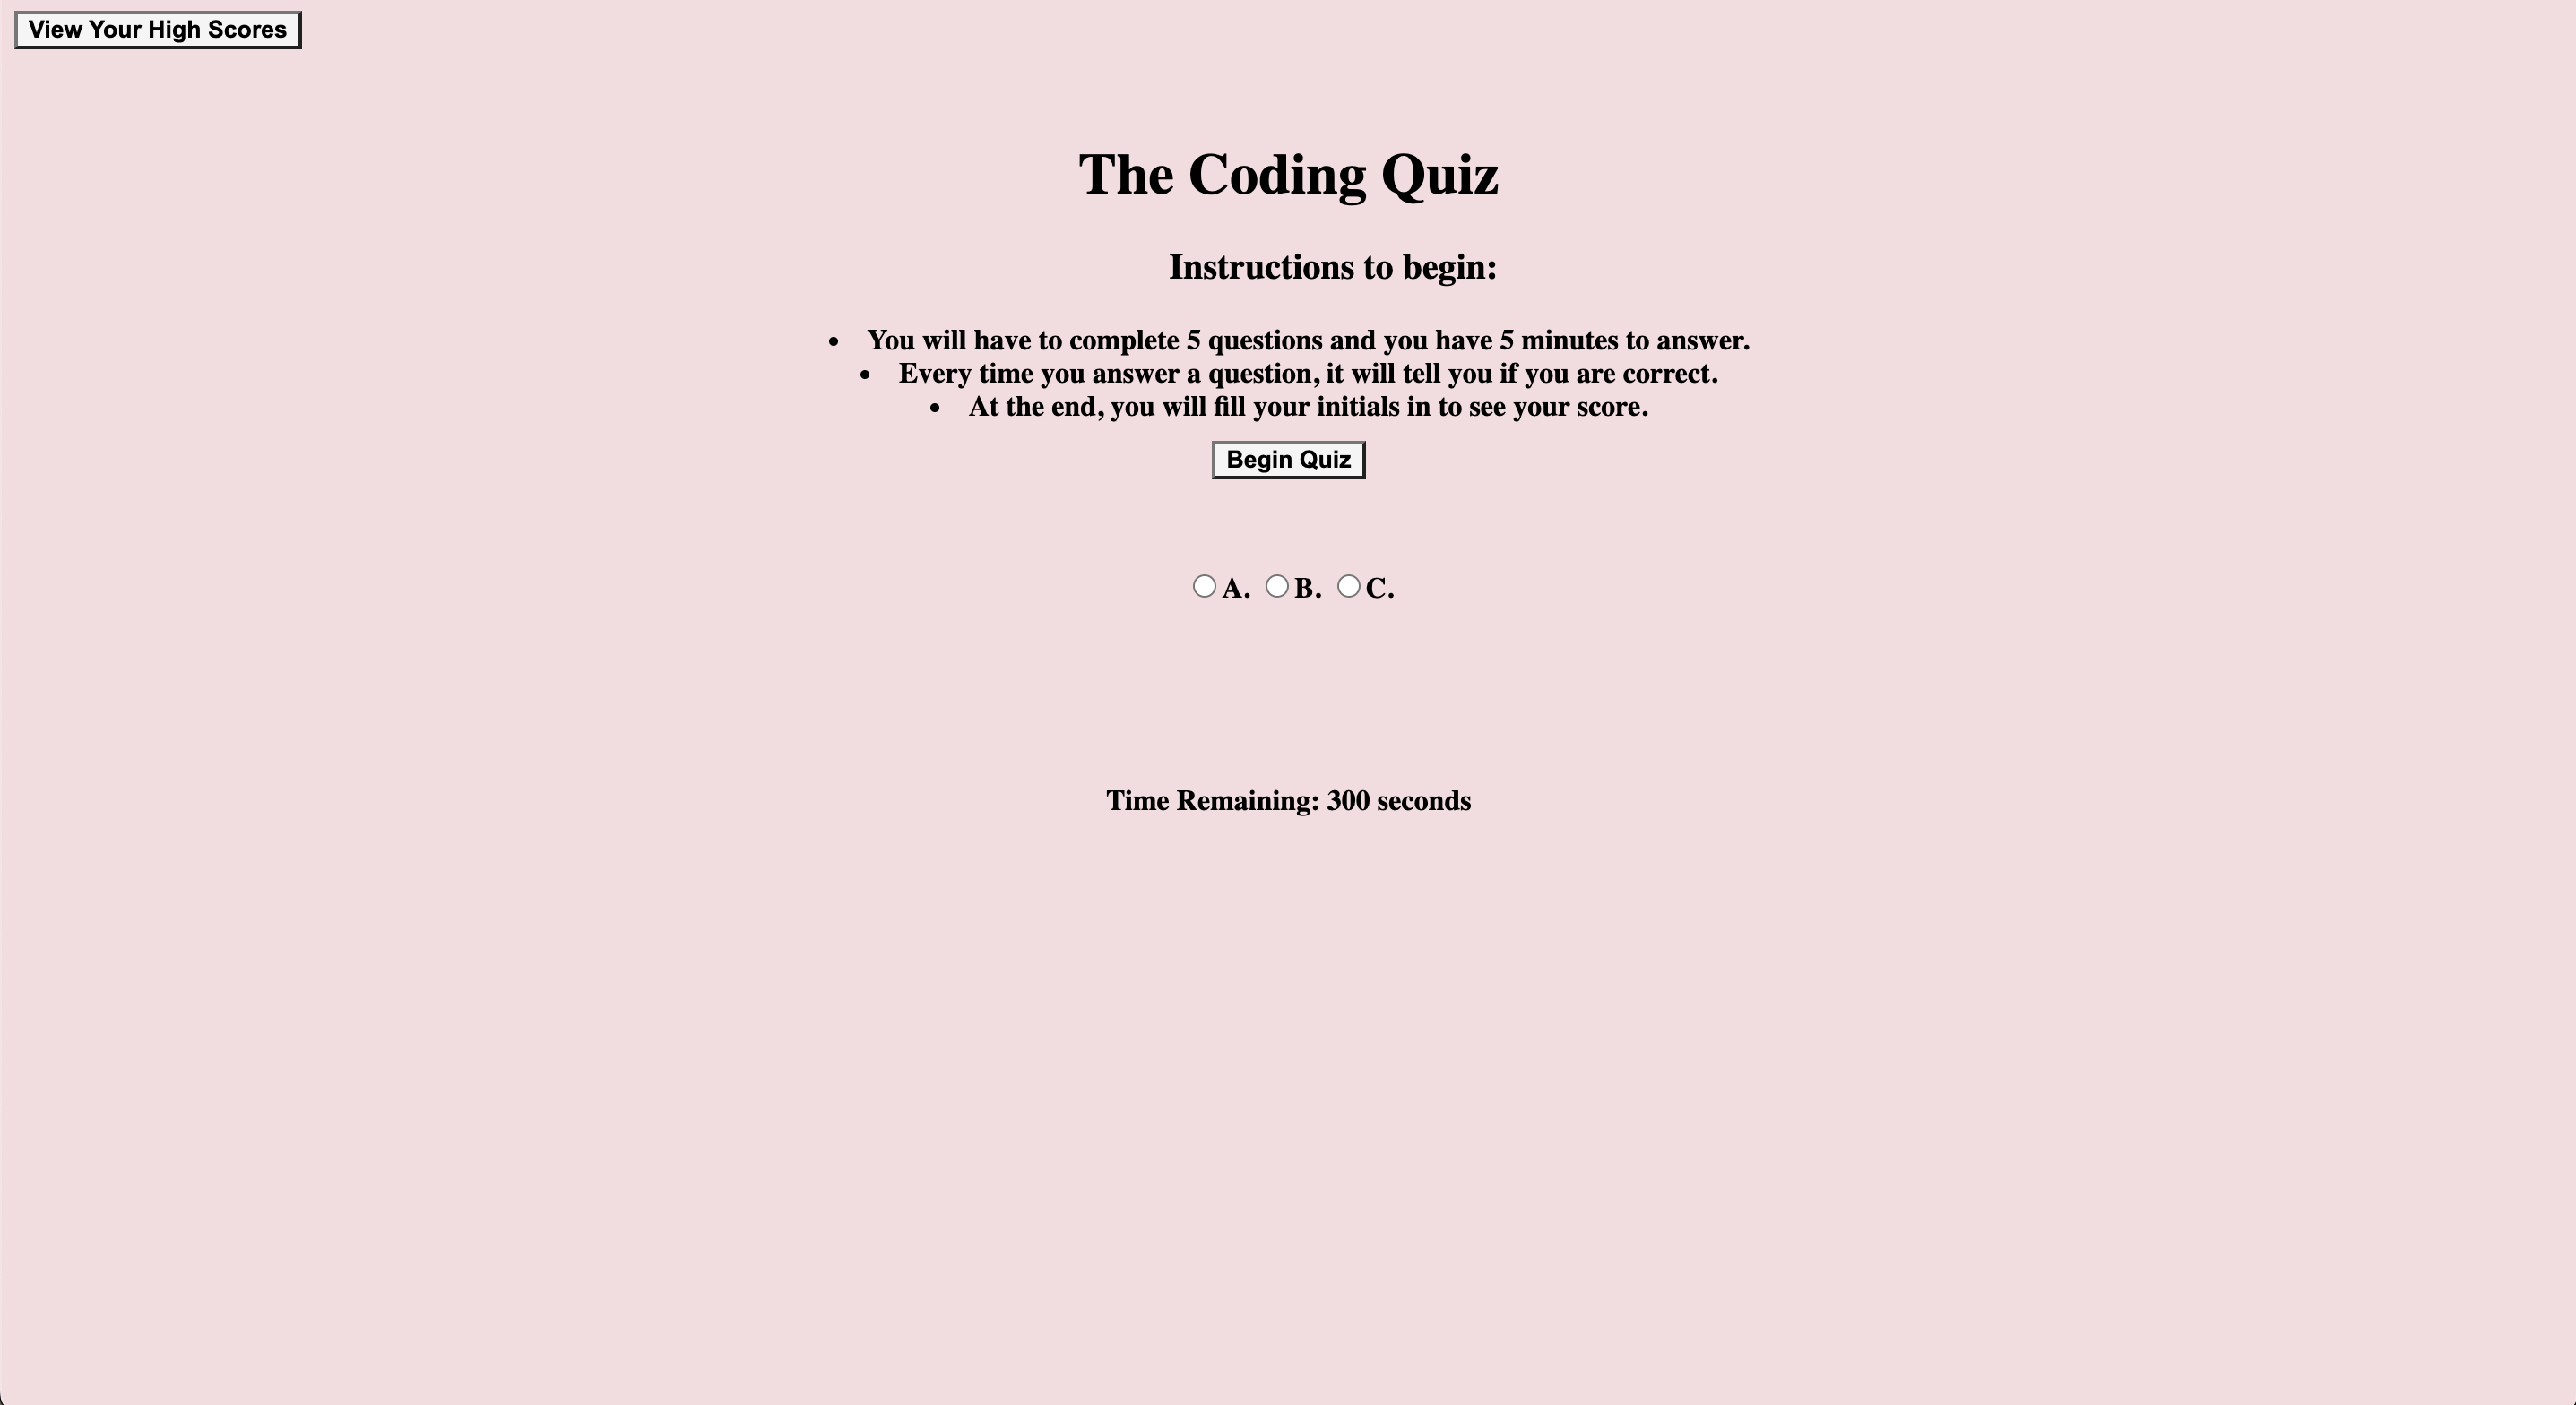 View Your High Scores
The Coding Quiz
Instructions to begin:
• You will have to complete 5 questions and you have 5 minutes to answer.
• Every time you answer a question, it will tell you if you are correct.
• At the end, you will fill your initials in to see your score.
Begin Quiz
A. B. C.
Time Remaining: 300 seconds